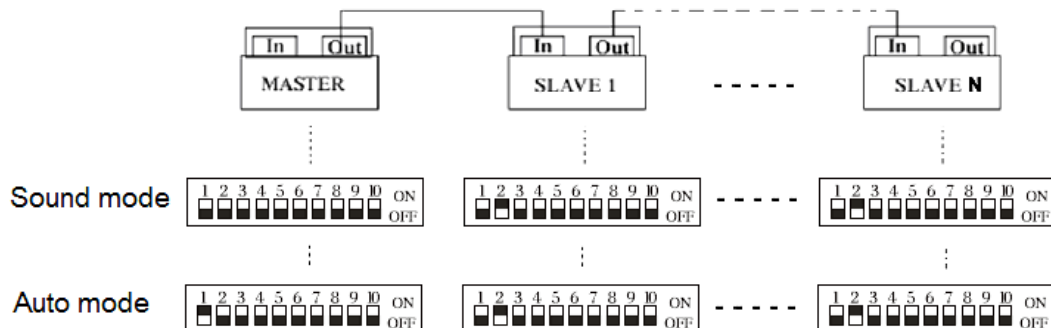 In Out In Out In Out
MASTER SLAVE 1 SLAVE N
Sound mode 1 2 3 4 5 6 7 8 9 10 ON 1 2 3 4 5 6 7 8 9 10 ON 1 2 3 4 5 6 7 8 9 10 ON
OFF OFF OFF
Auto mode 1 2 3 4 5 6 7 8 9 10 ON 1 2 3 4 5 6 7 8 9 10 ON 1 2 3 4 5 6 7 8 9 10 ON
OFF OFF OFF